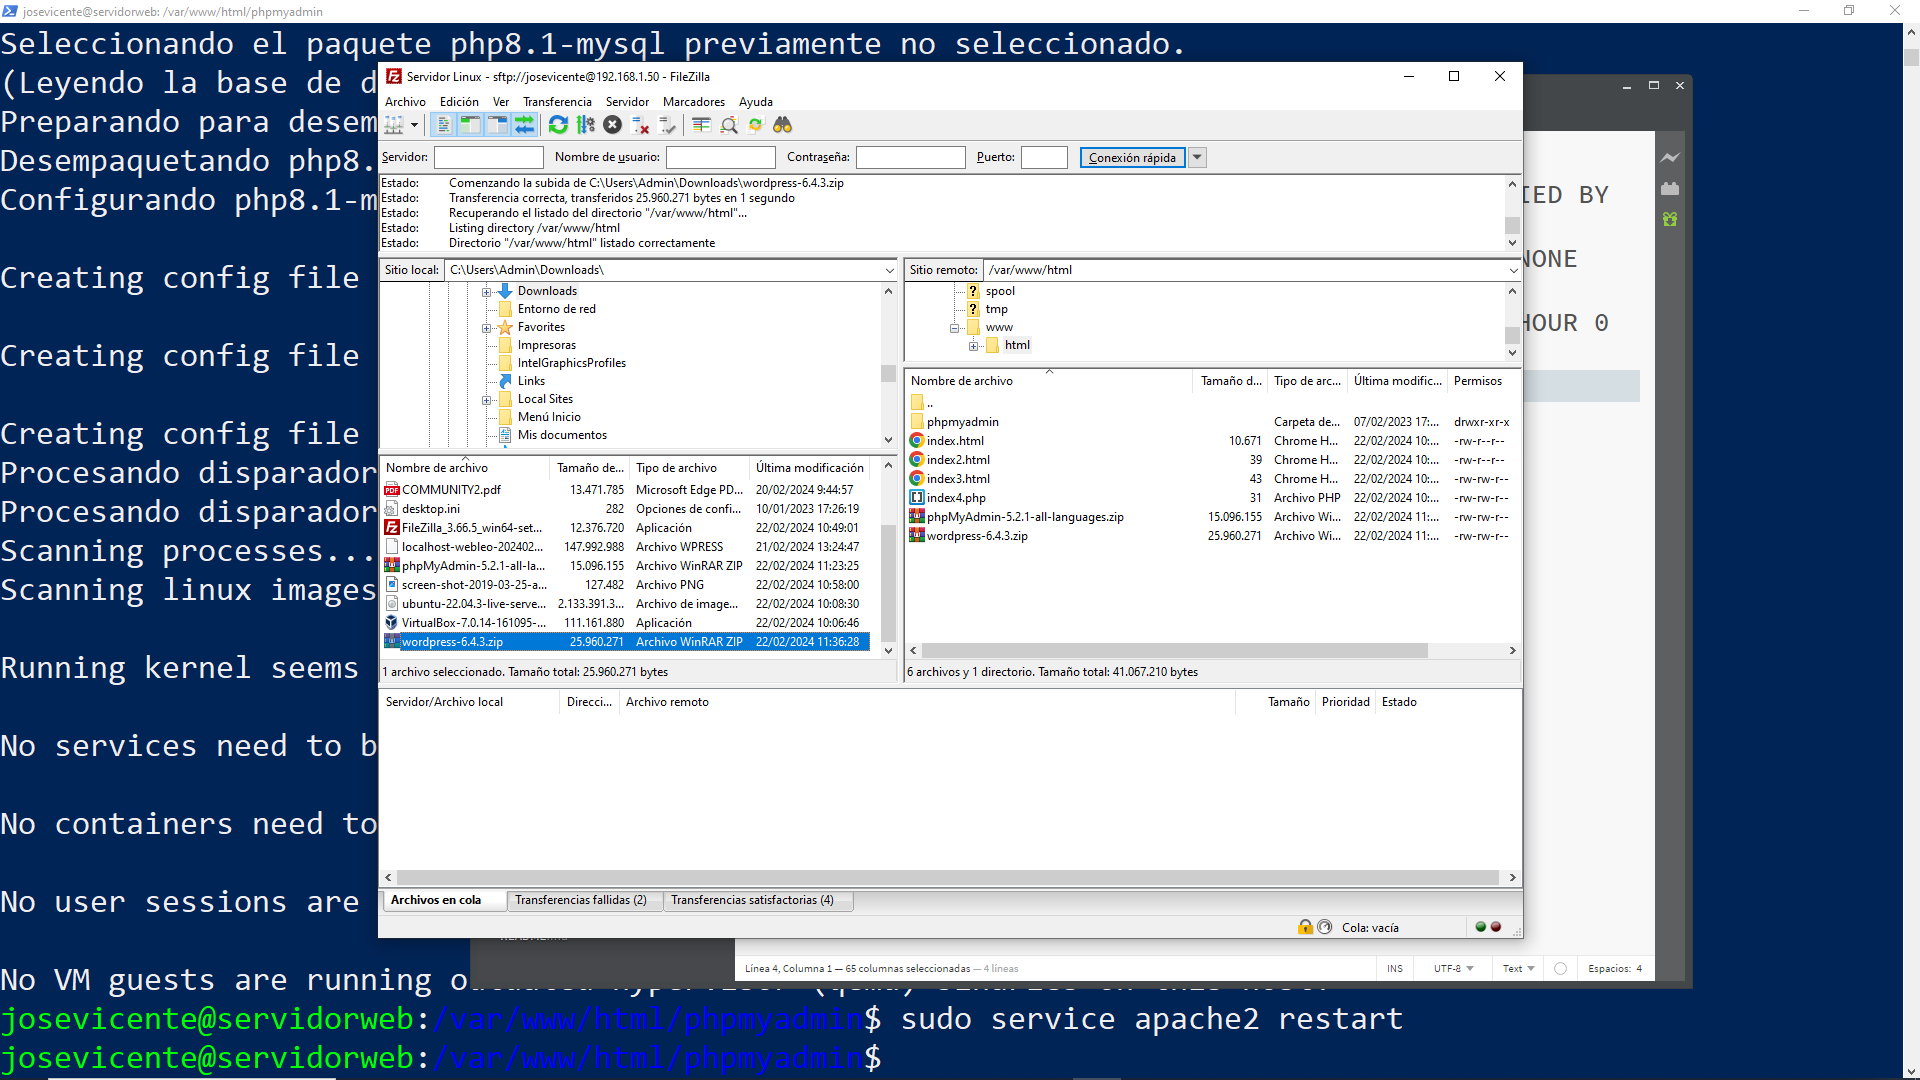 josevicente@servidorweb: /var/www/html/phpmyadmin
Seleccionando el paquete php8.1-mysql previamente no seleccionado.
(Leyendo la base de d
Preparando para desem
Desempaquetando php8.
Configurando php8.1-m
Creating config file
Creating config file
Creating config file
Procesando disparador
Procesando disparador
Scanning processes...
Scanning linux images
Running kernel seems
No services need to b
No containers need to
No user sessions are
No VM guests are running
josevicente@servidorweb:/var/www/html/phpmyadmin$ sudo service apache2 restart
josevicente@servidorweb:/var/www/html/phpmyadmin$
Servidor Linux - sftp://josevicente@192.168.1.50 - FileZilla
Archivo Edición Ver Transferencia Servidor Marcadores Ayuda
Servidor: Nombre de usuario: Contraseña: Puerto: Conexión rápida
Estado: Comenzando la subida de C:\Users\Admin\Downloads\wordpress-6.4.3.zip
Estado: Transferencia correcta, transferidos 25.960.271 bytes en 1 segundo
Estado: Recuperando el listado del directorio "/var/www/html"...
Estado: Listing directory /var/www/html
Estado: Directorio "/var/www/html" listado correctamente
Sitio local: C:\Users\Admin\Downloads\
Downloads
Entorno de red
Favorites
Impresoras
IntelGraphicsProfiles
Links
Local Sites
Menú Inicio
Mis documentos
Nombre de archivo Tamaño de... Tipo de archivo Última modificación
COMMUNITY2.pdf 13.471.785 Microsoft Edge PD... 20/02/2024 9:44:57
desktop.ini 282 Opciones de confi... 10/01/2023 17:26:19
FileZilla_3.66.5_win64-set... 12.376.720 Aplicación 22/02/2024 10:49:01
localhost-webleo-202402... 147.992.988 Archivo WPRESS 21/02/2024 13:24:47
phpMyAdmin-5.2.1-all-la... 15.096.155 Archivo WinRAR ZIP 22/02/2024 11:23:25
screen-shot-2019-03-25-a... 127.482 Archivo PNG 22/02/2024 10:58:00
ubuntu-22.04.3-live-serve... 2.133.391.3... Archivo de image... 22/02/2024 10:08:30
VirtualBox-7.0.14-161095-... 111.161.880 Aplicación 22/02/2024 10:06:46
wordpress-6.4.3.zip 25.960.271 Archivo WinRAR ZIP 22/02/2024 11:36:28
1 archivo seleccionado. Tamaño total: 25.960.271 bytes
Sitio remoto: /var/www/html
spool
tmp
www
html
Nombre de archivo Tamaño d... Tipo de arc... Última modific... Permisos
..
phpmyadmin Carpeta de... 07/02/2023 17:... drwxr-xr-x
index.html 10.671 Chrome H... 22/02/2024 10:... -rw-r--r--
index2.html 39 Chrome H... 22/02/2024 10:... -rw-r--r--
index3.html 43 Chrome H... 22/02/2024 10:... -rw-rw-r--
index4.php 31 Archivo PHP 22/02/2024 10:... -rw-rw-r--
phpMyAdmin-5.2.1-all-languages.zip 15.096.155 Archivo Wi... 22/02/2024 11:... -rw-rw-r--
wordpress-6.4.3.zip 25.960.271 Archivo Wi... 22/02/2024 11:... -rw-rw-r--
6 archivos y 1 directorio. Tamaño total: 41.067.210 bytes
Servidor/Archivo local Direcci... Archivo remoto Tamaño Prioridad Estado
Archivos en cola Transferencias fallidas (2) Transferencias satisfactorias (4)
Cola: vacía
IED BY
NONE
HOUR 0
Línea 4, Columna 1 — 65 columnas seleccionadas — 4 líneas INS UTF-8 Text Espacios: 4